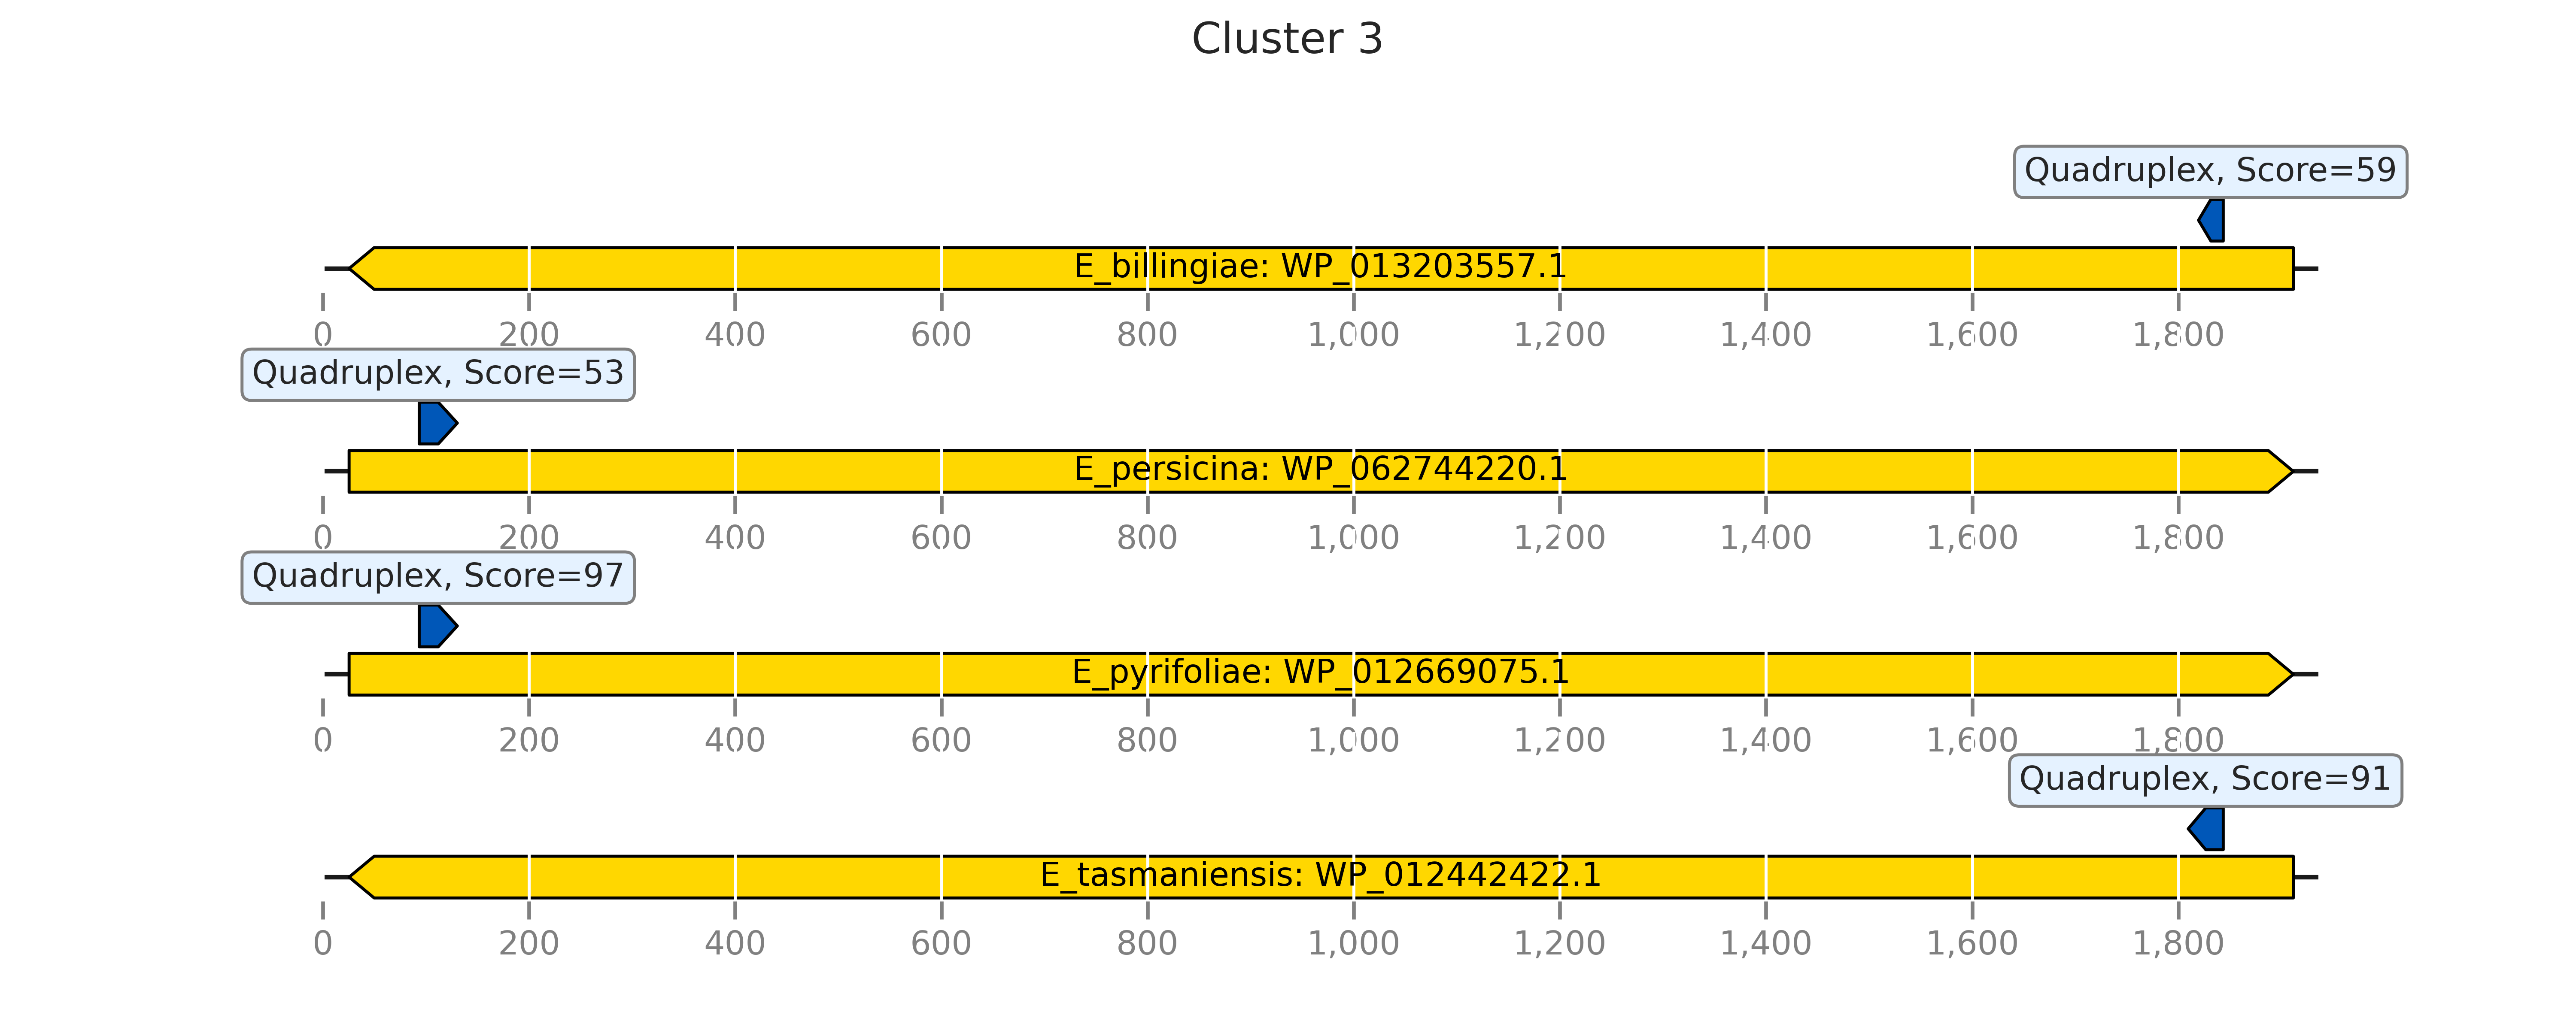 Cluster 3
Quadruplex, Score=59
E_billingiae: WP_013203557.1
0 200 400 600 800 1,000 1,200 1,400 1,600 1,800
Quadruplex, Score=53
E_persicina: WP_062744220.1
0 200 400 600 800 1,000 1,200 1,400 1,600 1,800
Quadruplex, Score=97
E_pyrifoliae: WP_012669075.1
0 200 400 600 800 1,000 1,200 1,400 1,600 1,800
Quadruplex, Score=91
E_tasmaniensis: WP_012442422.1
0 200 400 600 800 1,000 1,200 1,400 1,600 1,800